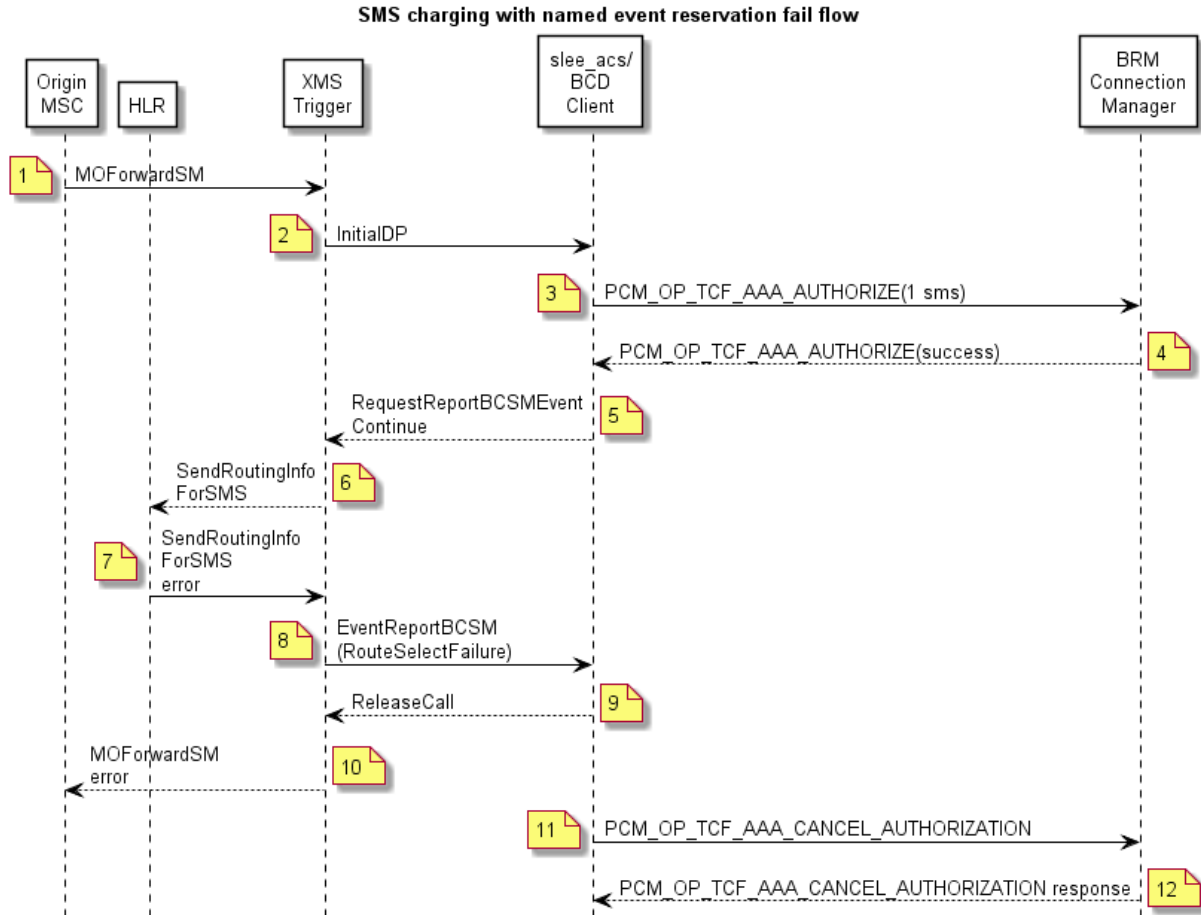 SMS charging with named event reservation fail flow
Origin
MSC
HLR
XMS
Trigger
slee_acs/
BCD
Client
BRM
Connection
Manager
1
MOForwardSM
2
InitialDP
3
PCM_OP_TCF_AAA_AUTHORIZE(1 sms)
PCM_OP_TCF_AAA_AUTHORIZE(success)
4
RequestReportBCSMEvent
Continue
5
SendRoutingInfo
ForSMS
6
7
SendRoutingInfo
ForSMS
error
8
EventReportBCSM
(RouteSelectFailure)
ReleaseCall
9
MOForwardSM
error
10
11
PCM_OP_TCF_AAA_CANCEL_AUTHORIZATION
PCM_OP_TCF_AAA_CANCEL_AUTHORIZATION response
12